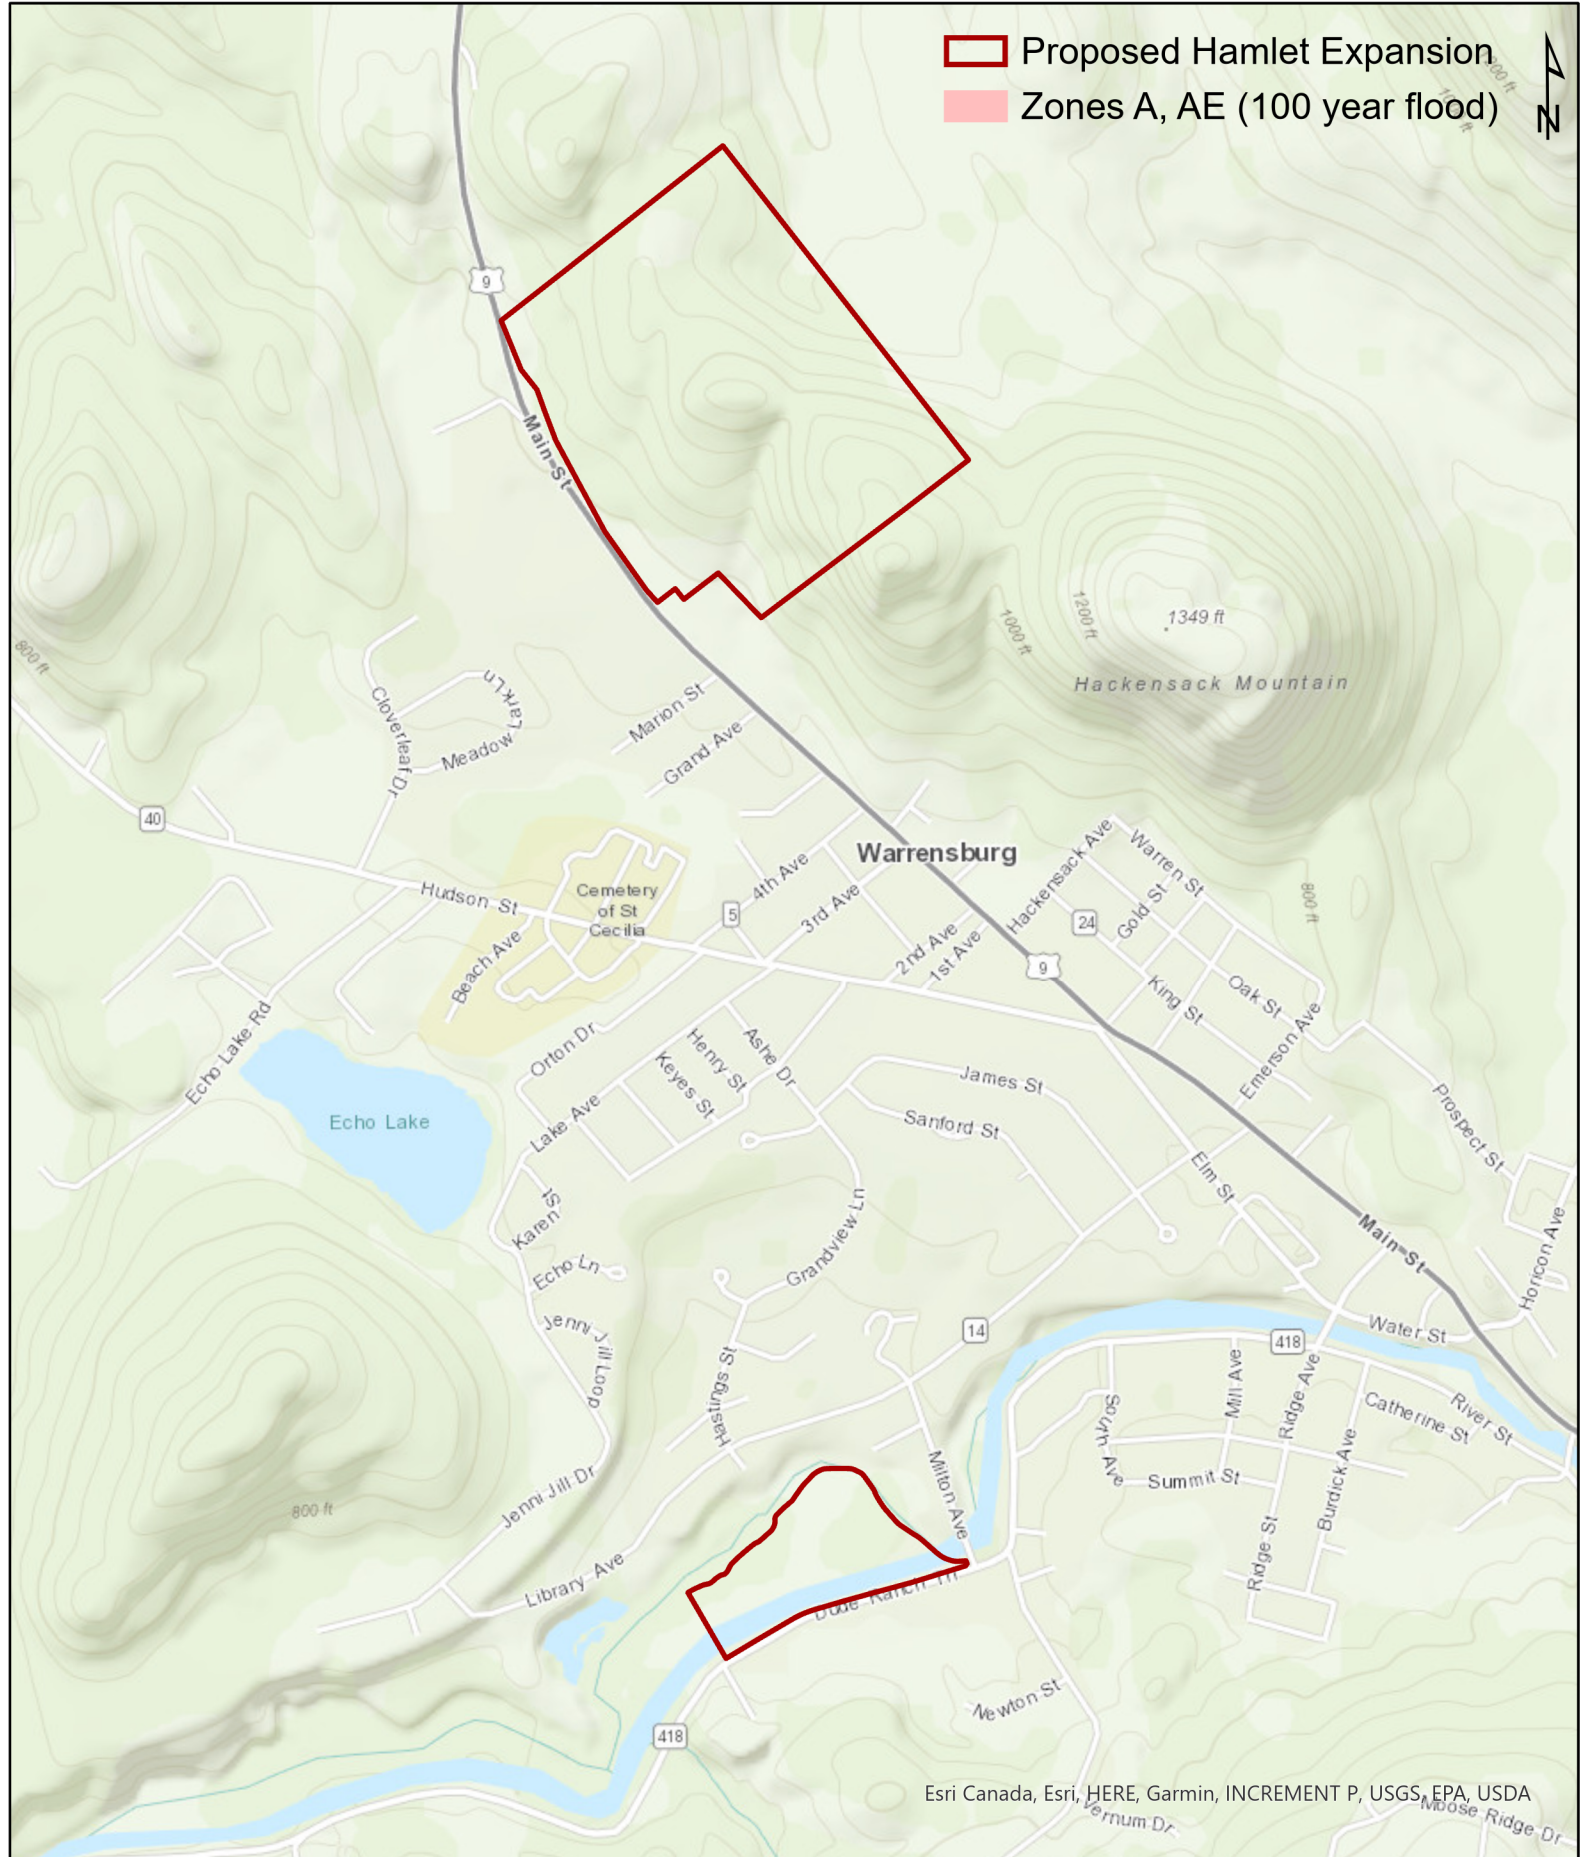 Proposed Hamlet Expansion
Zones A, AE (100 year flood)
N
1200 ft
9
Main St
1349 ft
1200 ft
1000 ft
Hackensack Mountain
800 ft
Cloverleaf Dr
Meadow
Lark Ln
Marion St
Grand Ave
40
Warrensburg
Hackensack Ave
Warren St
Gold St
24
800 ft
Cemetery
of St
Cecilia
Hudson St
5
4th Ave
3rd Ave
2nd Ave
1st Ave
9
Beach Ave
King St
Oak St
Emerson Ave
Echo Lake Rd
Orton Dr
Henry St
Ashe Dr
Keyes St
James St
Prospect St
Echo Lake
Lake Ave
Sanford St
Elm St
Karen St
Main St
Grandview Ln
Horicon Ave
Echo Ln
Jenni Jill Loop
14
Water St
418
Hastings St
Mill Ave
Ridge Ave
South Ave
Catherine St
River St
Burdick Ave
Summit St
Milton Ave
800 ft
Jenni Jill Dr
Ridge St
Library Ave
Dude Ranch Trl
Newton St
418
Esri Canada, Esri, HERE, Garmin, INCREMENT P, USGS, EPA, USDA
Vernum Dr
Moose Ridge Dr